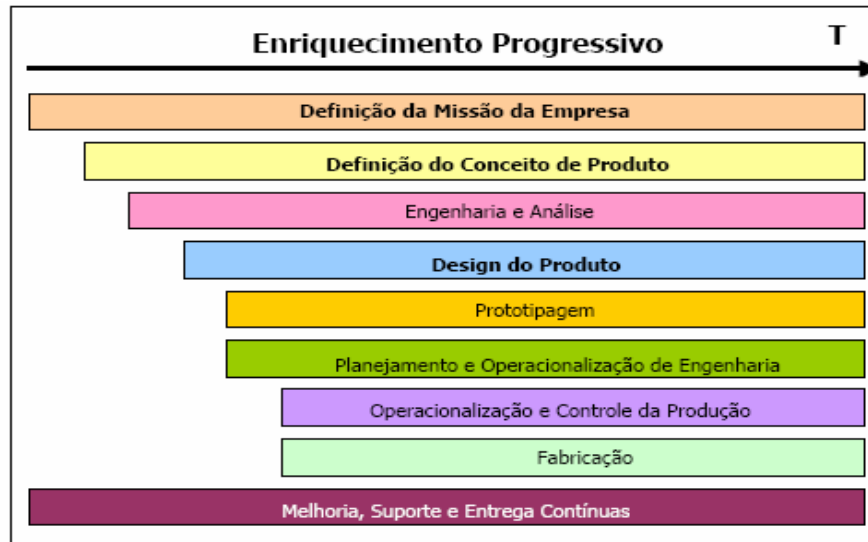 Enriquecimento Progressivo
T
Definição da Missão da Empresa
Definição do Conceito de Produto
Engenharia e Análise
Design do Produto
Prototipagem
Planejamento e Operacionalização de Engenharia
Operacionalização e Controle da Produção
Fabricação
Melhoria, Suporte e Entrega Contínuas